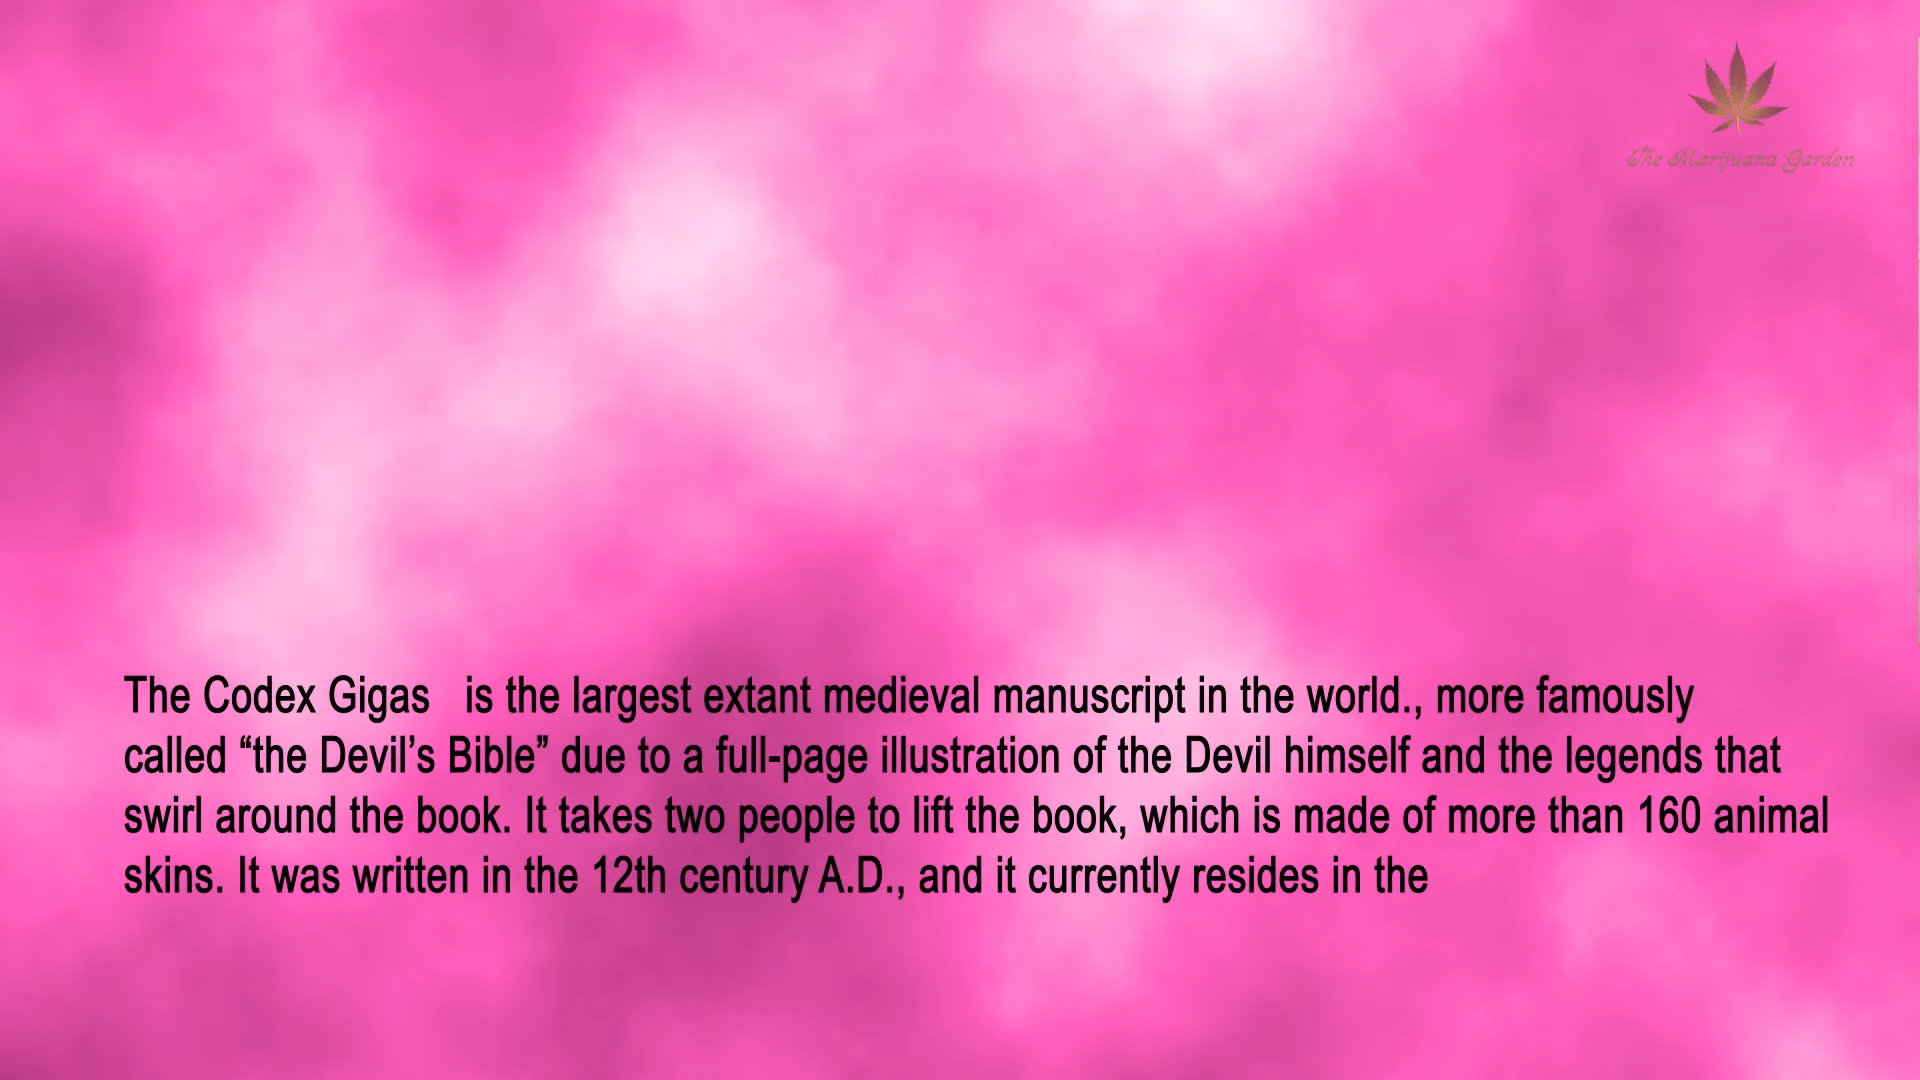 The Marijuana Garden
The Codex Gigas   is the largest extant medieval manuscript in the world., more famously
called “the Devil’s Bible” due to a full-page illustration of the Devil himself and the legends that
swirl around the book. It takes two people to lift the book, which is made of more than 160 animal
skins. It was written in the 12th century A.D., and it currently resides in the